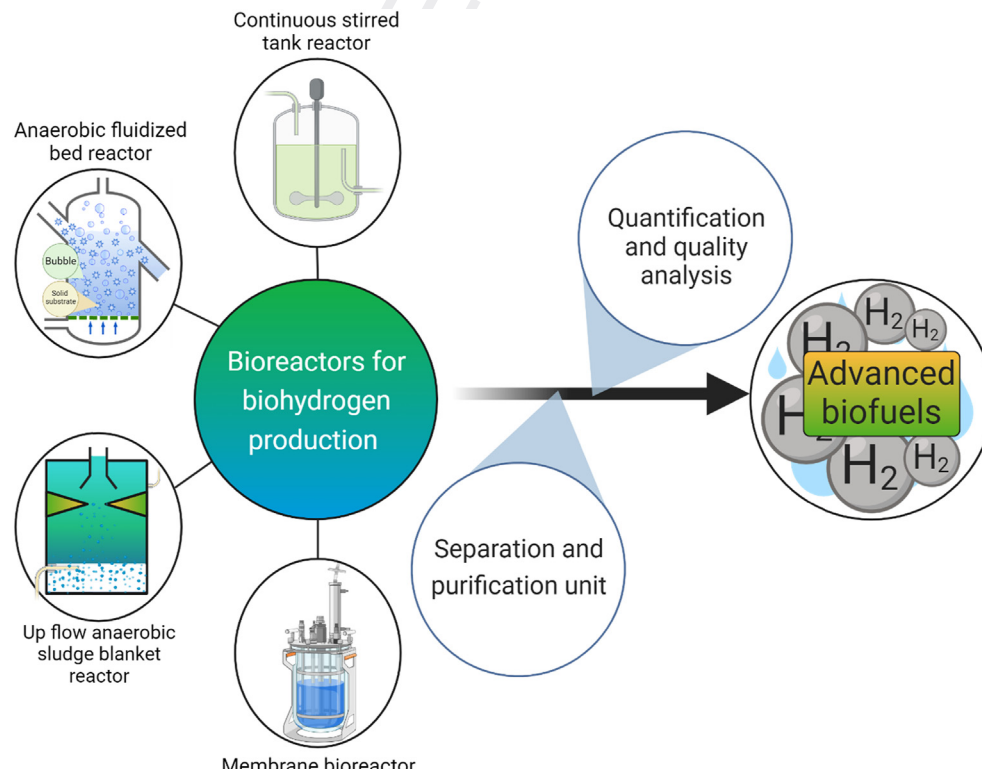 Continuous stirred
tank reactor
Anaerobic fluidized
bed reactor
Bubble
Solid
substrate
Quantification
and quality
analysis
Bioreactors for
biohydrogen
production
H2
H2
H2
H2
H2
H2
Advanced
biofuels
Separation and
purification unit
Up flow anaerobic
sludge blanket
reactor
Membrane bioreactor